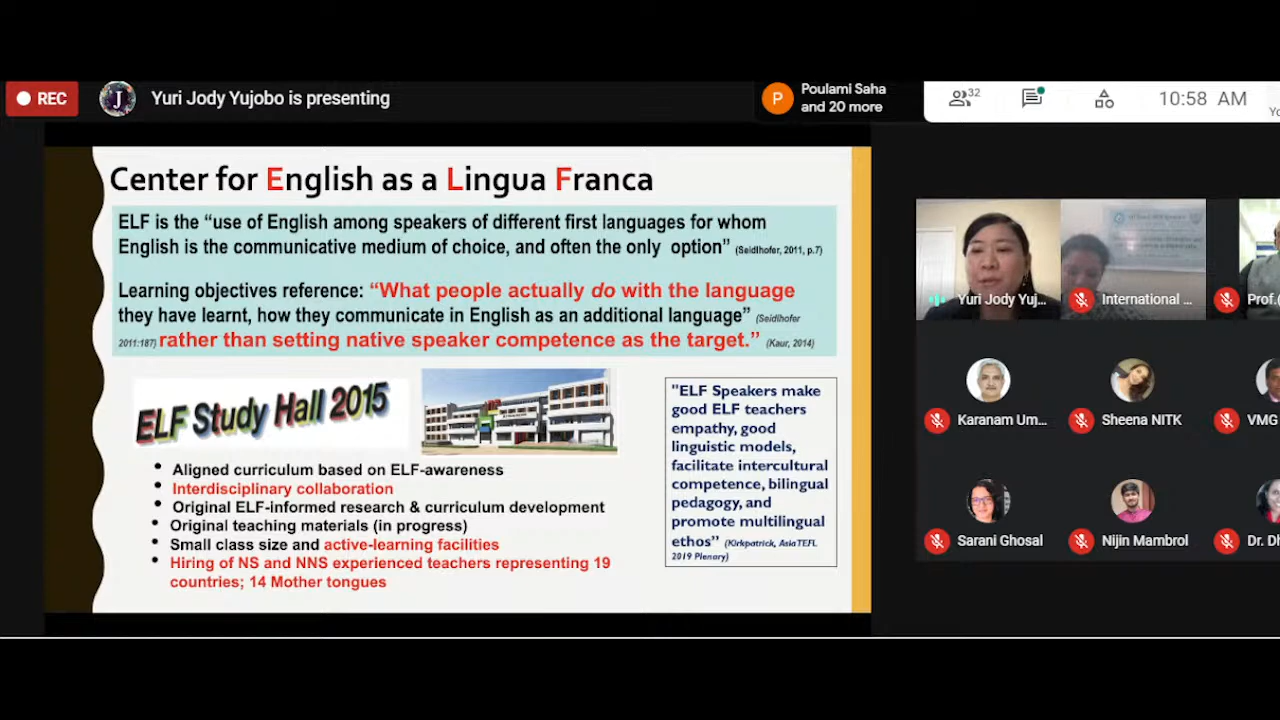 REC
J
Yuri Jody Yujobo is presenting
P
Poulami Saha
and 20 more
32
10:58 AM
Center for English as a Lingua Franca
ELF is the “use of English among speakers of different first languages for whom
English is the communicative medium of choice, and often the only option” (Seidlhofer, 2011, p.7)
Learning objectives reference: “What people actually do with the language
they have learnt, how they communicate in English as an additional language” (Seidlhofer
2011:187) rather than setting native speaker competence as the target.” (Kaur, 2014)
ELF Study Hall 2015
• Aligned curriculum based on ELF-awareness
• Interdisciplinary collaboration
• Original ELF-informed research & curriculum development
• Original teaching materials (in progress)
• Small class size and active-learning facilities
• Hiring of NS and NNS experienced teachers representing 19
countries; 14 Mother tongues
"ELF Speakers make
good ELF teachers
empathy, good
linguistic models,
facilitate intercultural
competence, bilingual
pedagogy, and
promote multilingual
ethos” (Kirkpatrick, AsiaTEFL
2019 Plenary)
Yuri Jody Yuj...
International ...
Prof.(
Karanam Um...
Sheena NITK
VMG
Sarani Ghosal
Nijin Mambrol
Dr. Dh